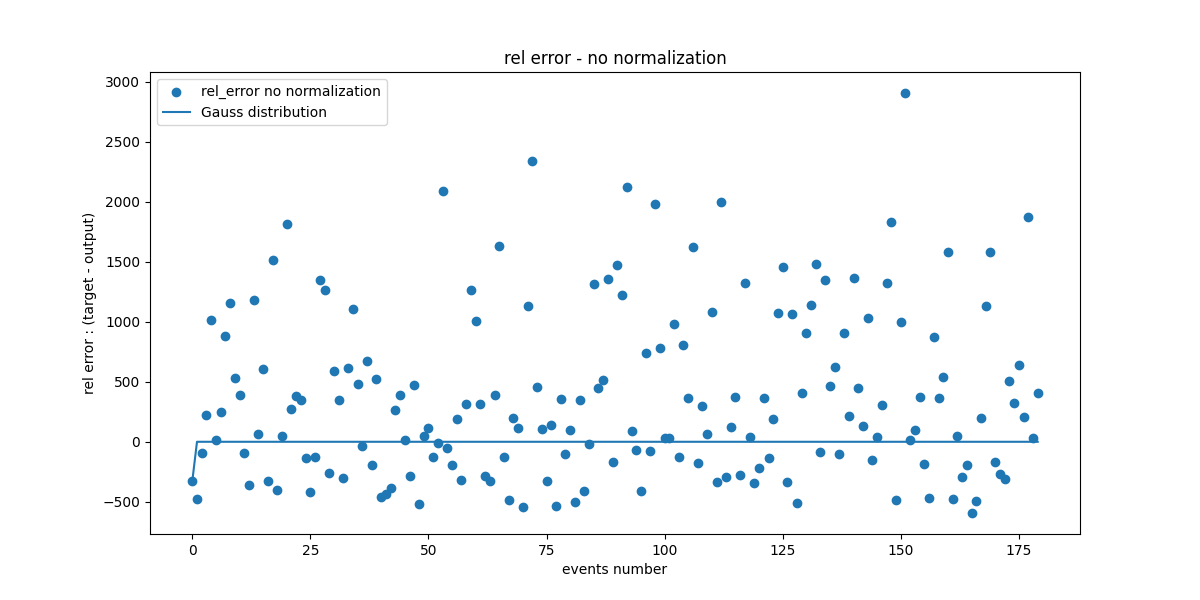 rel error - no normalization
rel_error no normalization
Gauss distribution
rel error : (target - output)
3000
2500
2000
1500
1000
500
0
−500
0 25 50 75 100 125 150 175
events number